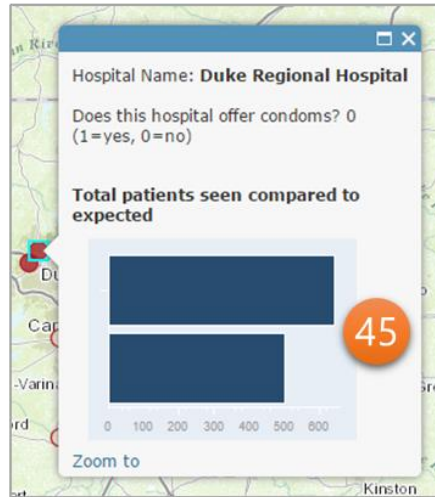 Hospital Name: Duke Regional Hospital
Does this hospital offer condoms? 0
(1=yes, 0=no)
Total patients seen compared to
expected
45
0 100 200 300 400 500 600
Zoom to
Kinston